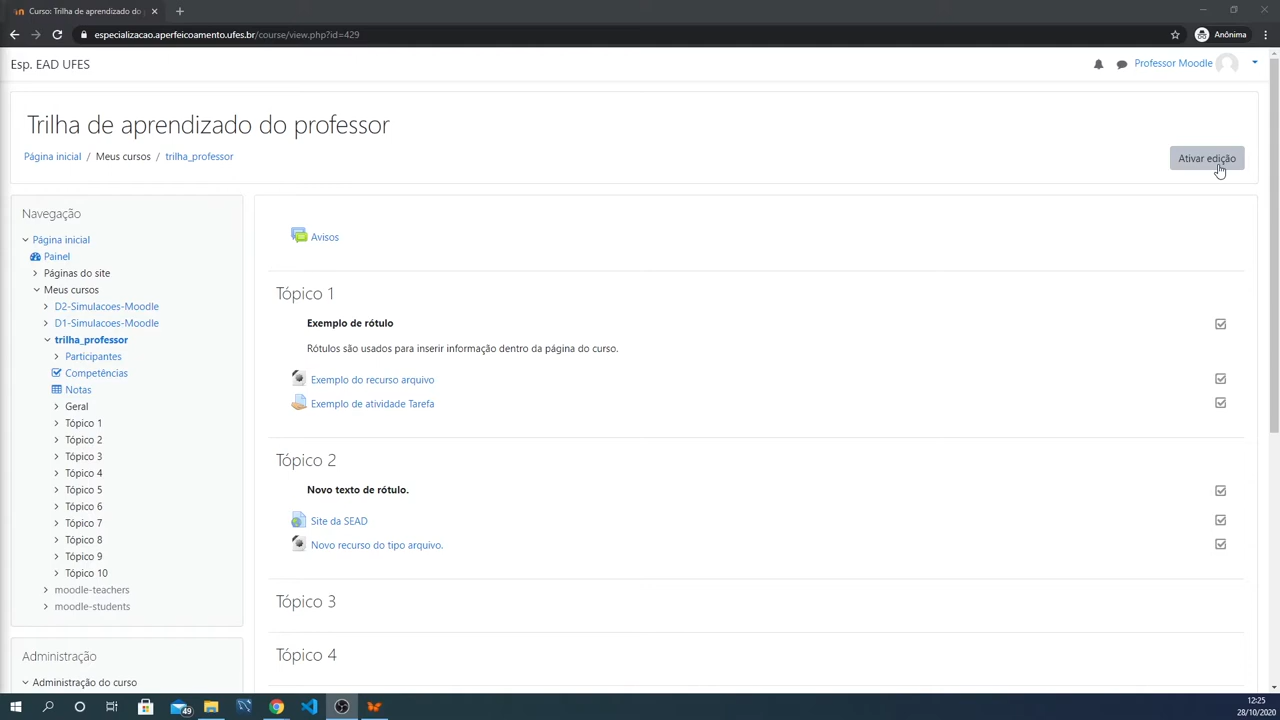 Curso: Trilha de aprendizado do
especializacao.aperfeicoamento.ufes.br/course/view.php?id=429
Anônima
Esp. EAD UFES
Professor Moodle
Trilha de aprendizado do professor
Página inicial / Meus cursos / trilha_professor
Ativar edição
Navegação
Página inicial
Painel
Páginas do site
Meus cursos
D2-Simulacoes-Moodle
D1-Simulacoes-Moodle
trilha_professor
Participantes
Competências
Notas
Geral
Tópico 1
Tópico 2
Tópico 3
Tópico 4
Tópico 5
Tópico 6
Tópico 7
Tópico 8
Tópico 9
Tópico 10
moodle-teachers
moodle-students
Administração
Administração do curso
Avisos
Tópico 1
Exemplo de rótulo
Rótulos são usados para inserir informação dentro da página do curso.
Exemplo do recurso arquivo
Exemplo de atividade Tarefa
Tópico 2
Novo texto de rótulo.
Site da SEAD
Novo recurso do tipo arquivo.
Tópico 3
Tópico 4
49
12:25
28/10/2020